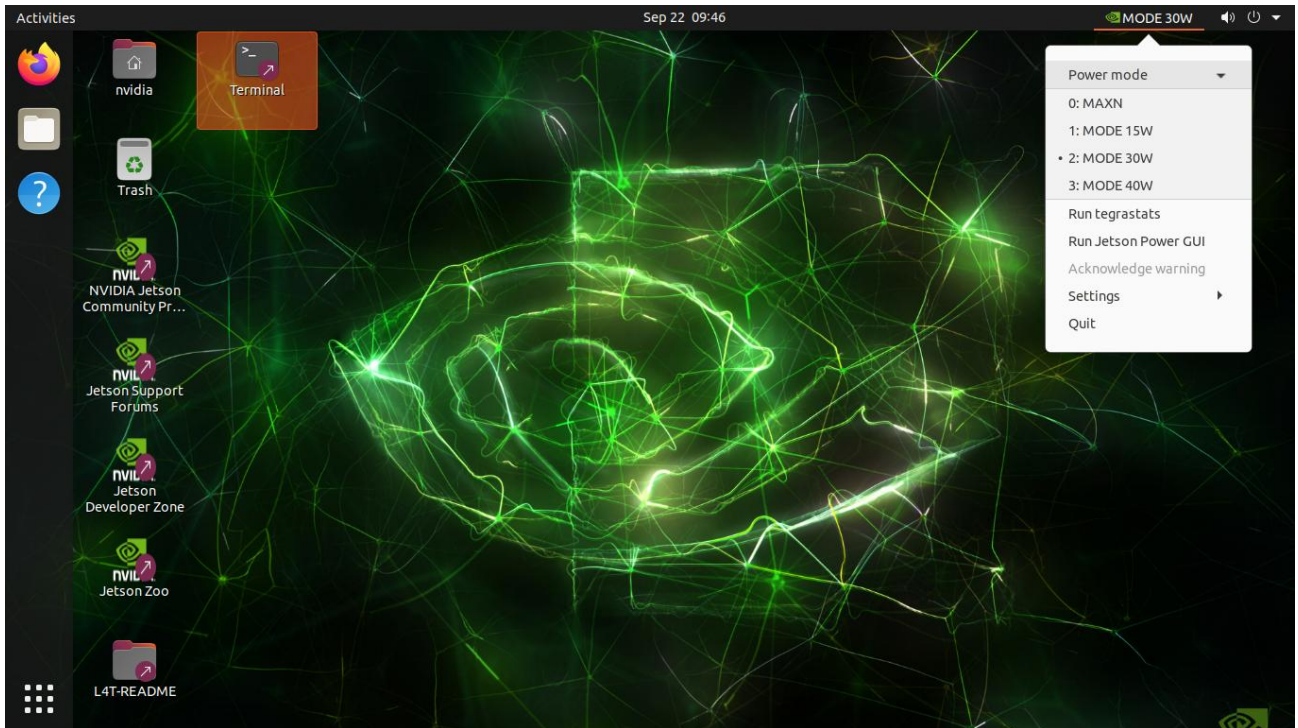 Activities
Sep 22 09:46
MODE 30W
nvidia
Terminal
Trash
NVIDIA Jetson
Community Pr...
Jetson Support
Forums
Jetson
Developer Zone
Jetson Zoo
L4T-README
Power mode
0: MAXN
1: MODE 15W
• 2: MODE 30W
3: MODE 40W
Run tegrastats
Run Jetson Power GUI
Acknowledge warning
Settings
Quit